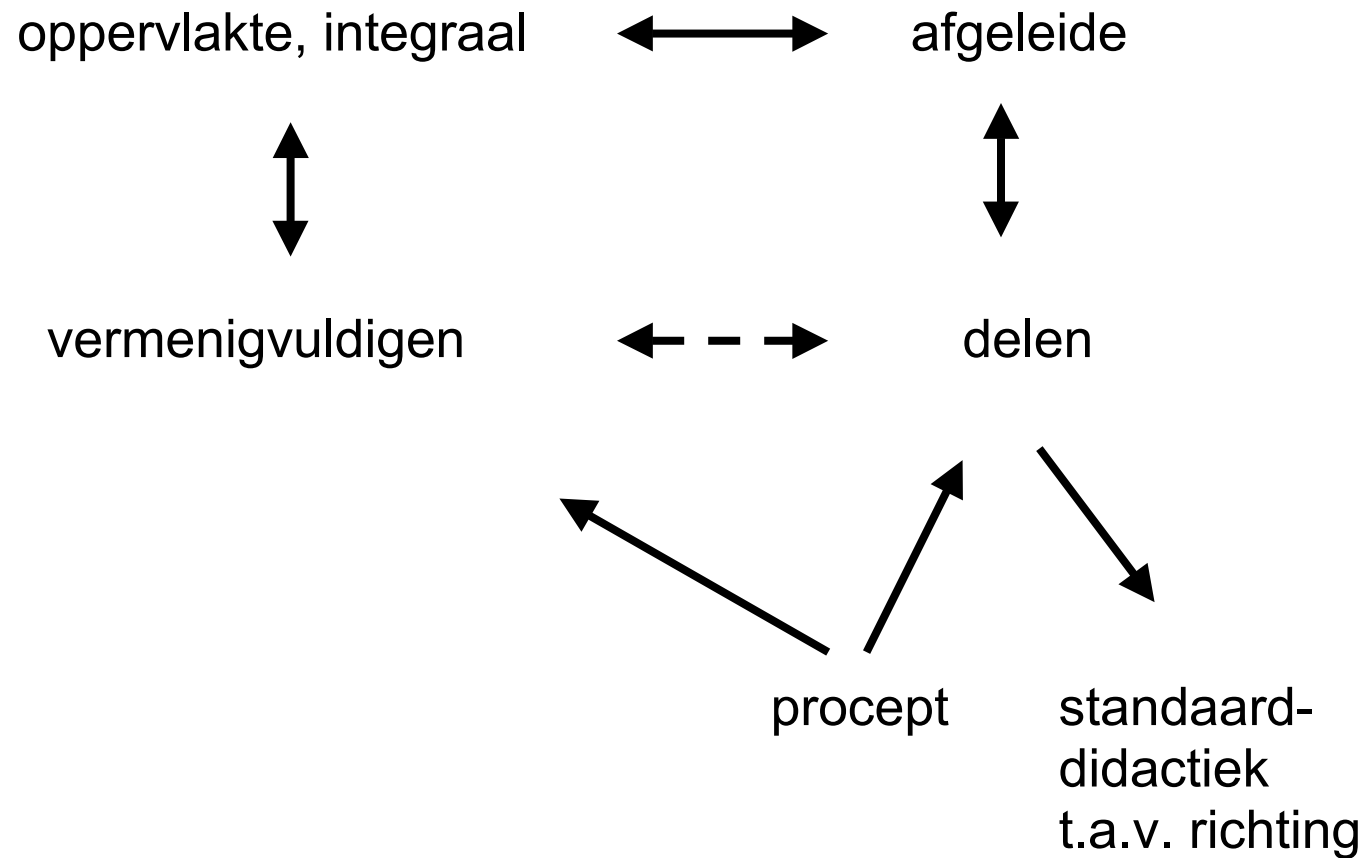 oppervlakte, integraal
afgeleide
vermenigvuldigen
delen
procept
standaard-
didactiek
t.a.v. richting